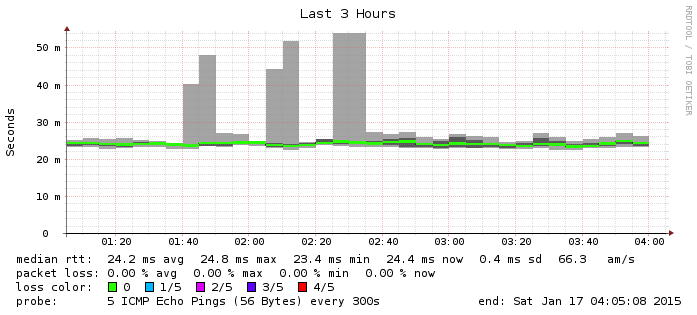 Last 3 Hours
RRDTOOL / TOBI OETIKER
Seconds
50 m
40 m
30 m
20 m
10 m
0
01:20 01:40 02:00 02:20 02:40 03:00 03:20 03:40 04:00
median rtt: 24.2 ms avg 24.8 ms max 23.4 ms min 24.4 ms now 0.4 ms sd 66.3 am/s
packet loss: 0.00 % avg 0.00 % max 0.00 % min 0.00 % now
loss color: 0 1/5 2/5 3/5 4/5
probe: 5 ICMP Echo Pings (56 Bytes) every 300s end: Sat Jan 17 04:05:08 2015